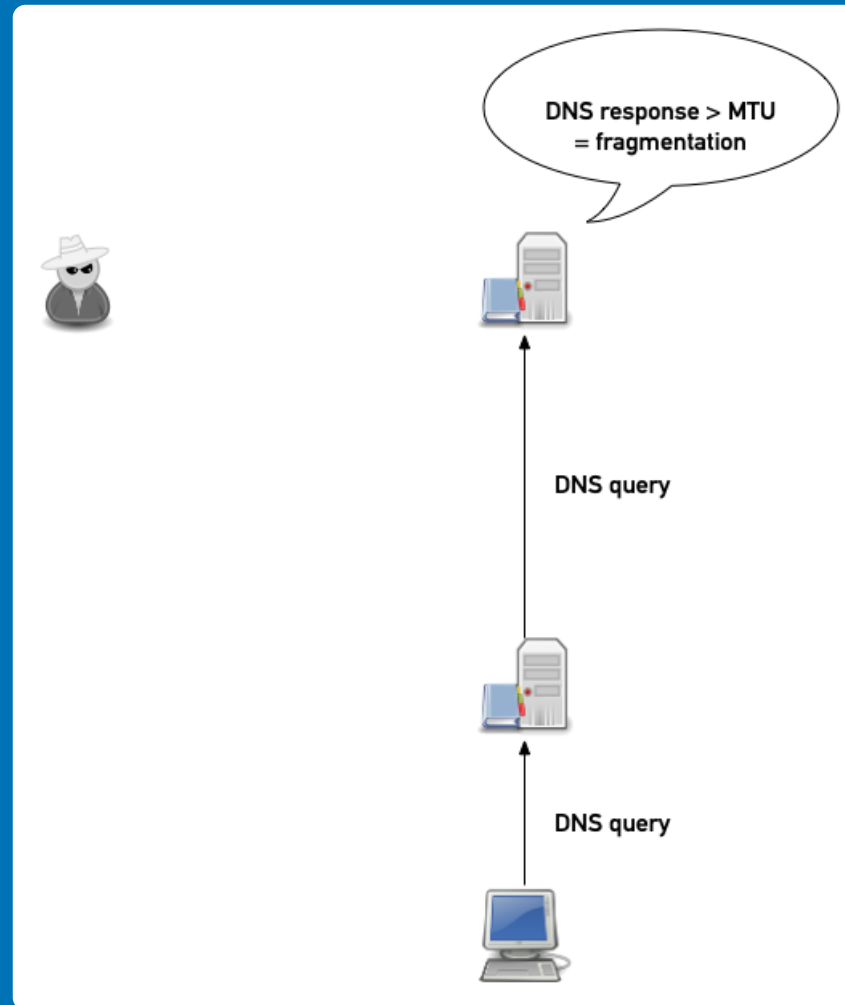 DNS response > MTU
= fragmentation
DNS query
DNS query